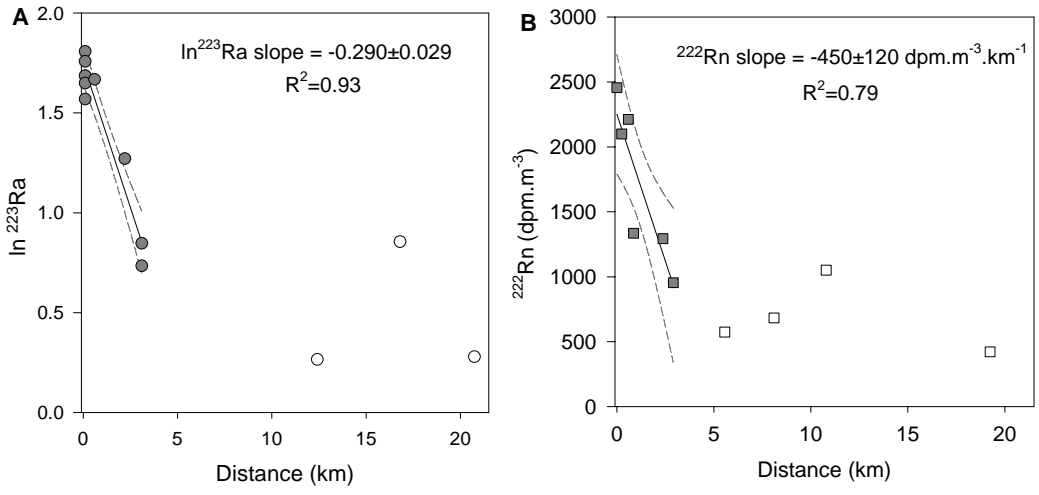 A
2.0
1.5
1.0
0.5
0.0
ln ²²³Ra
ln²²³Ra slope = -0.290±0.029
R²=0.93
0 5 10 15 20
Distance (km)
B
3000
2500
2000
1500
1000
500
0
²²²Rn (dpm.m⁻³)
²²²Rn slope = -450±120 dpm.m⁻³.km⁻¹
R²=0.79
0 5 10 15 20
Distance (km)